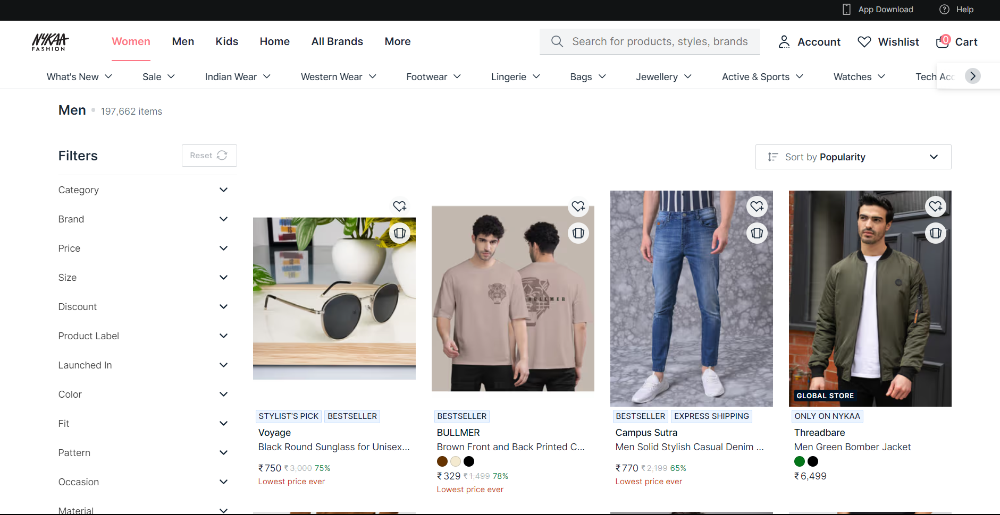 App Download
Help
NYKAA
FASHION
Women
Men
Kids
Home
All Brands
More
Search for products, styles, brands
Account
Wishlist
0
Cart
What's New
Sale
Indian Wear
Western Wear
Footwear
Lingerie
Bags
Jewellery
Active & Sports
Watches
Tech Acc
Men
197,662 items
Filters
Reset
Sort by Popularity
Category
Brand
Price
Size
Discount
Product Label
Launched In
Color
Fit
Pattern
Occasion
Material
STYLIST'S PICK
BESTSELLER
Voyage
Black Round Sunglass for Unisex...
₹750 ₹3,000 75%
Lowest price ever
BULLMER
BESTSELLER
BULLMER
Brown Front and Back Printed C...
₹329 ₹1,499 78%
Lowest price ever
BESTSELLER
EXPRESS SHIPPING
Campus Sutra
Men Solid Stylish Casual Denim ...
₹770 ₹2,199 65%
Lowest price ever
GLOBAL STORE
ONLY ON NYKAA
Threadbare
Men Green Bomber Jacket
₹6,499